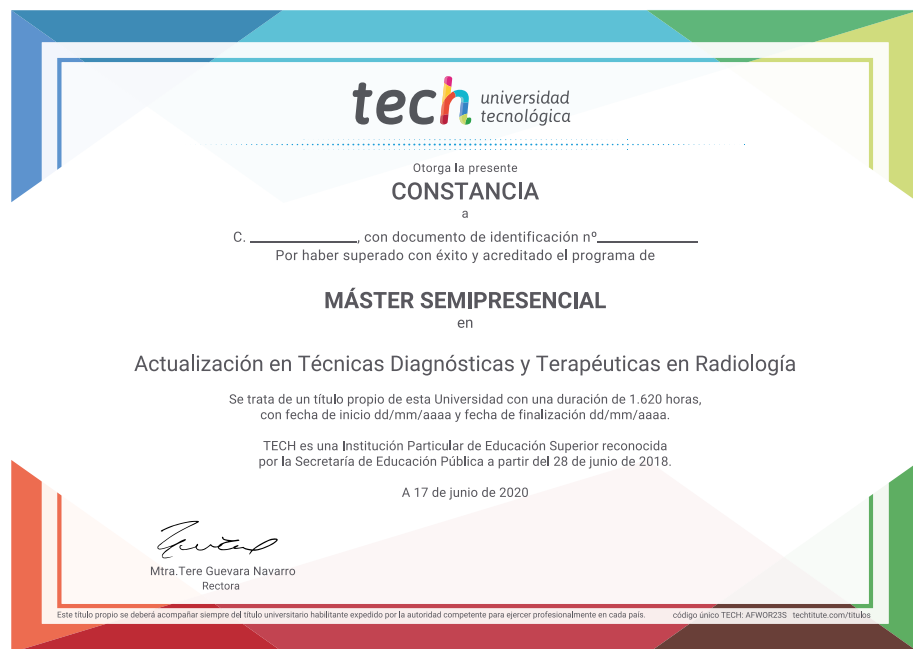 tech universidad
tecnológica
Otorga la presente
CONSTANCIA
a
C. ____________, con documento de identificación nº____________
Por haber superado con éxito y acreditado el programa de
MÁSTER SEMIPRESENCIAL
en
Actualización en Técnicas Diagnósticas y Terapéuticas en Radiología
Se trata de un título propio de esta Universidad con una duración de 1.620 horas,
con fecha de inicio dd/mm/aaaa y fecha de finalización dd/mm/aaaa.
TECH es una Institución Particular de Educación Superior reconocida
por la Secretaría de Educación Pública a partir del 28 de junio de 2018.
A 17 de junio de 2020
Mtra.Tere Guevara Navarro
Rectora
Este título propio se deberá acompañar siempre del título universitario habilitante expedido por la autoridad competente para ejercer profesionalmente en cada país. código único TECH: AFWOR23S techtitute.com/titulos